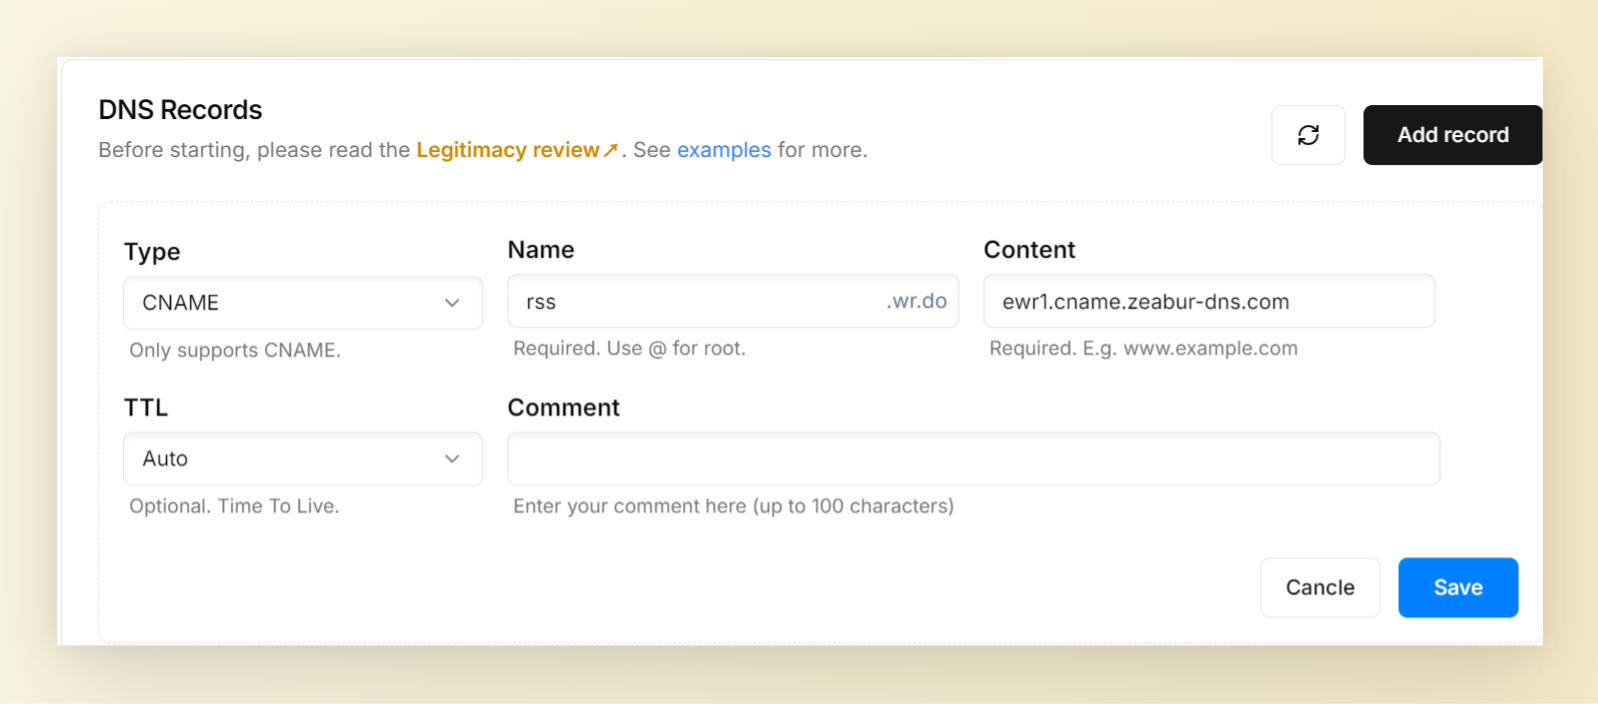 DNS Records
Before starting, please read the Legitimacy review↗. See examples for more.
Add record
Type
Name
Content
CNAME
rss
.wr.do
ewr1.cname.zeabur-dns.com
Only supports CNAME.
Required. Use @ for root.
Required. E.g. www.example.com
TTL
Comment
Auto
Optional. Time To Live.
Enter your comment here (up to 100 characters)
Cancle
Save